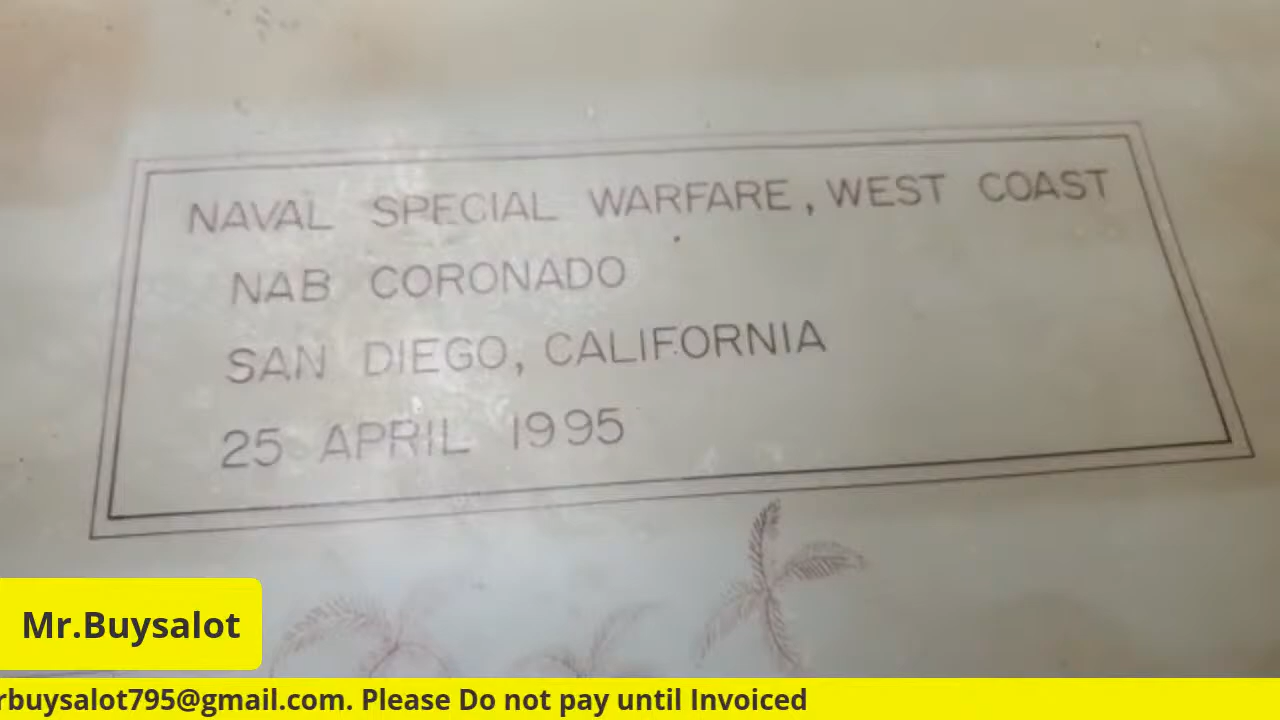 NAVAL SPECIAL WARFARE, WEST COAST
NAB CORONADO
SAN DIEGO, CALIFORNIA
25 APRIL 1995
Mr.Buysalot
rbuysalot795@gmail.com. Please Do not pay until Invoiced